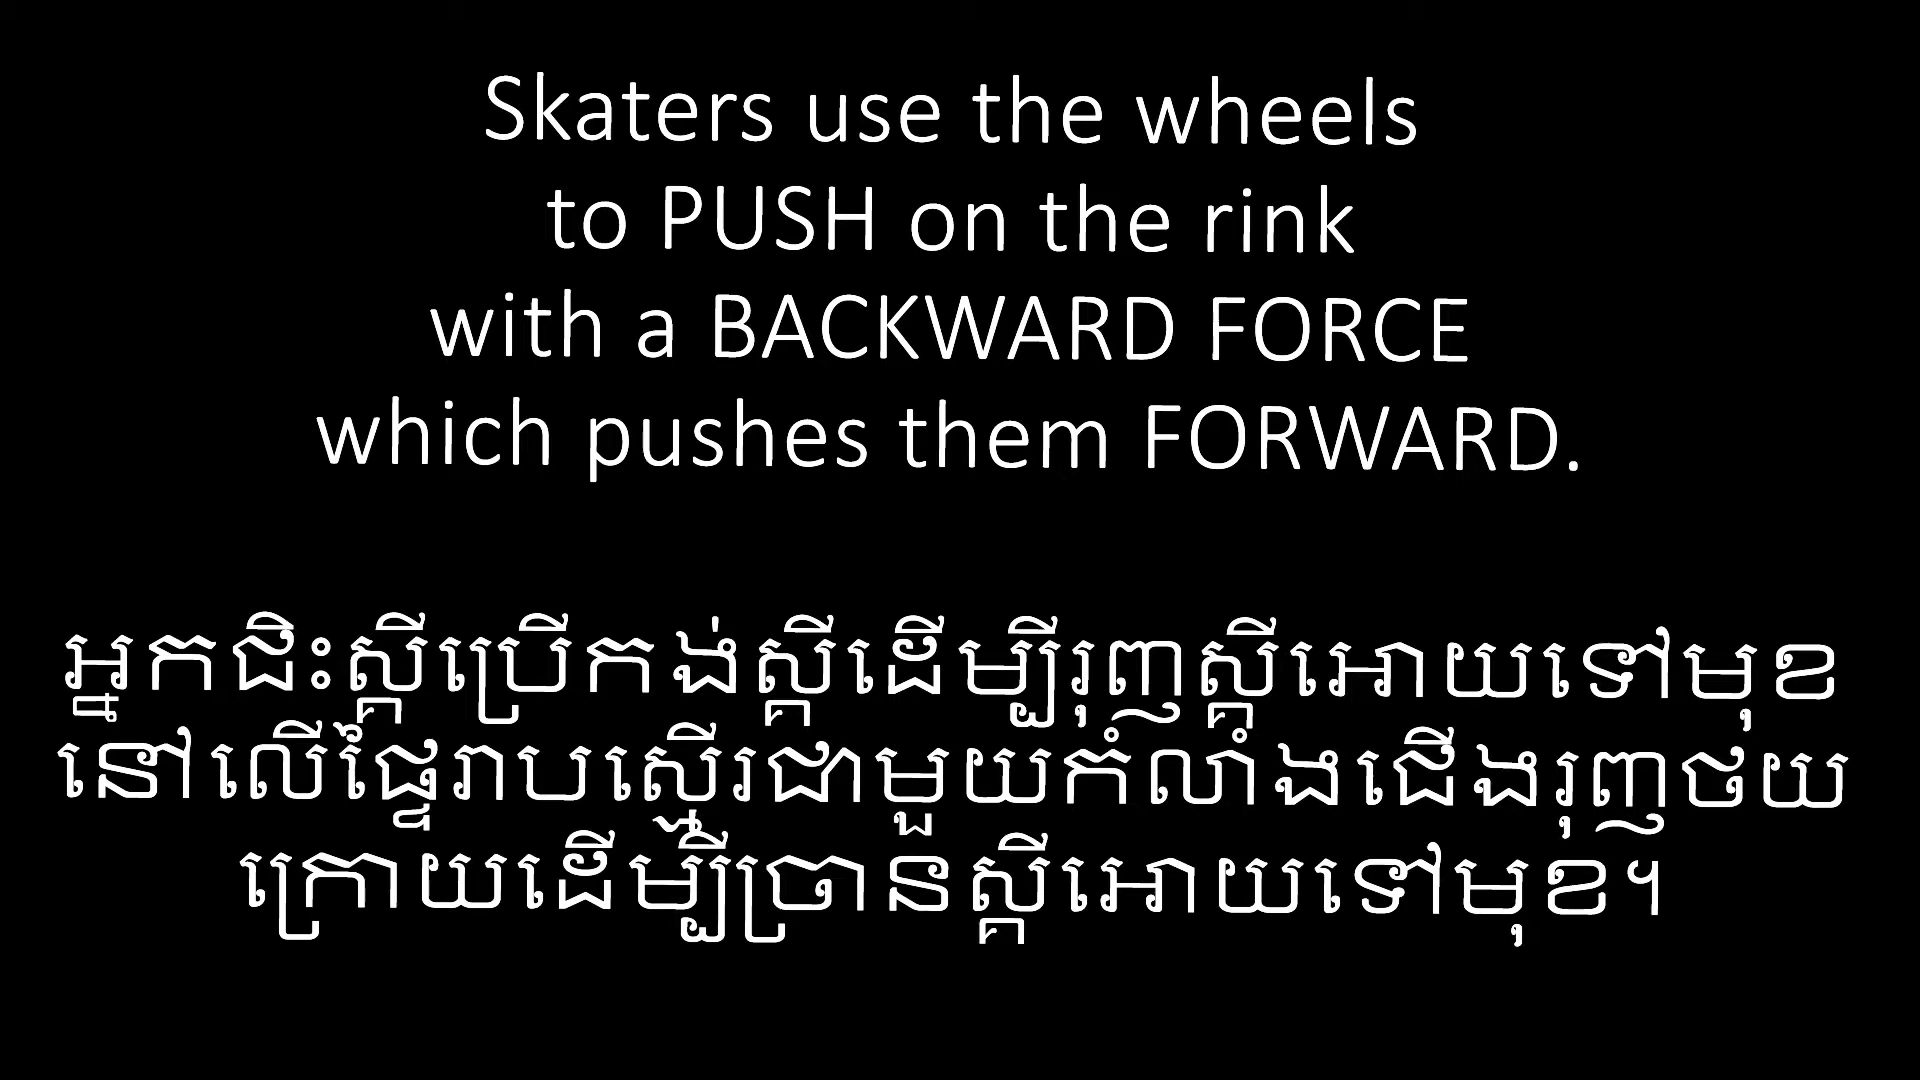 Skaters use the wheels
to PUSH on the rink
with a BACKWARD FORCE
which pushes them FORWARD.
អ្នកជិះស្គីប្រើកង់ស្គីដើម្បីរុញស្គីអោយទៅមុខ
នៅលើផ្ទៃរាបស្មើរជាមួយកំលាំងជើងរុញថយ
ក្រោយដើម្បីច្រានស្គីអោយទៅមុខ។